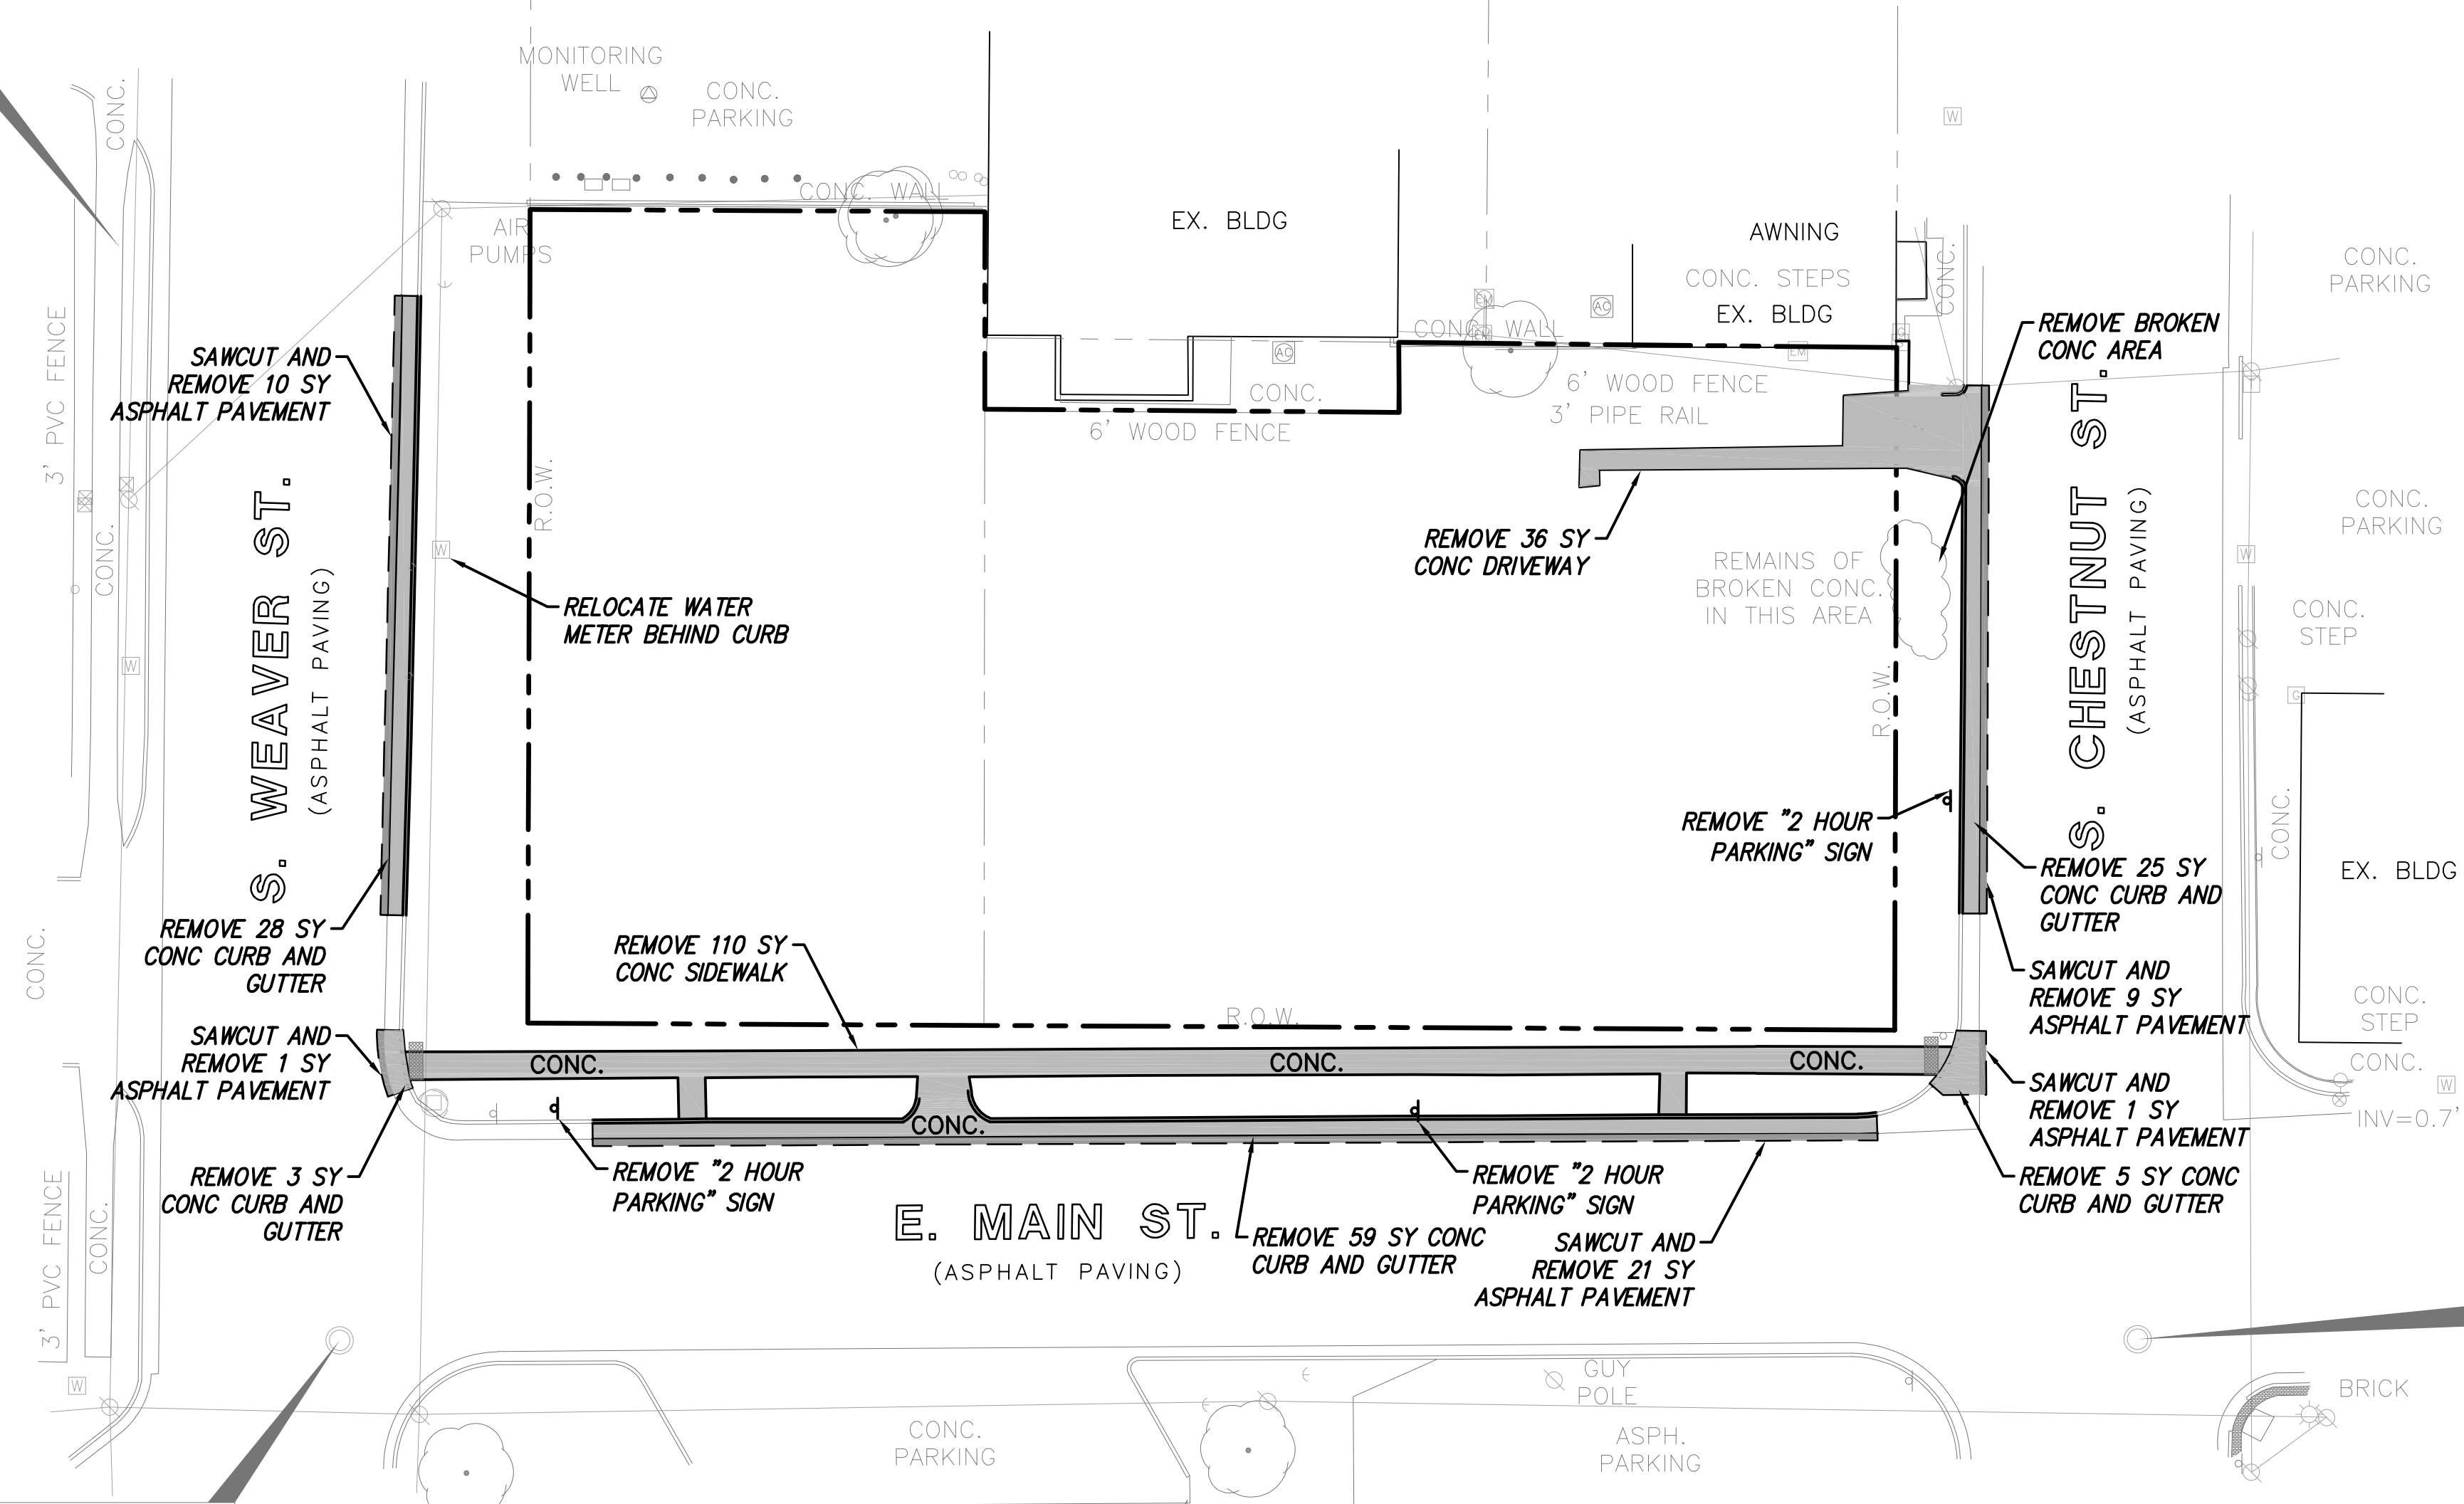 MONITORING
WELL
CONC.
PARKING
CONC.
CONC. WALL
AIR
PUMPS
EX. BLDG
AWNING
CONC. STEPS
EX. BLDG
CONC.
W
CONC.
PARKING
REMOVE BROKEN
CONC AREA
SAWCUT AND
REMOVE 10 SY
ASPHALT PAVEMENT
3' PVC FENCE
CONC.
EM
AC
CONC. WALL
EM
AC
CONC.
6' WOOD FENCE
6' WOOD FENCE
3' PIPE RAIL
R.O.W.
W
S. WEAVER ST.
(ASPHALT PAVING)
RELOCATE WATER
METER BEHIND CURB
REMOVE 36 SY
CONC DRIVEWAY
REMAINS OF
BROKEN CONC.
IN THIS AREA
S. CHESTNUT ST.
(ASPHALT PAVING)
CONC.
PARKING
W
CONC.
STEP
G
W
R.O.W.
REMOVE "2 HOUR
PARKING" SIGN
REMOVE 25 SY
CONC CURB AND
GUTTER
CONC.
EX. BLDG
REMOVE 28 SY
CONC CURB AND
GUTTER
CONC.
REMOVE 110 SY
CONC SIDEWALK
SAWCUT AND
REMOVE 9 SY
ASPHALT PAVEMENT
CONC.
STEP
R.O.W.
SAWCUT AND
REMOVE 1 SY
ASPHALT PAVEMENT
CONC.
CONC.
CONC.
CONC.
SAWCUT AND
REMOVE 1 SY
ASPHALT PAVEMENT
CONC.
W
INV=0.7'
REMOVE 3 SY
CONC CURB AND
GUTTER
REMOVE "2 HOUR
PARKING" SIGN
REMOVE "2 HOUR
PARKING" SIGN
REMOVE 5 SY CONC
CURB AND GUTTER
3' PVC FENCE
CONC.
E. MAIN ST.
(ASPHALT PAVING)
REMOVE 59 SY CONC
CURB AND GUTTER
SAWCUT AND
REMOVE 21 SY
ASPHALT PAVEMENT
W
GUY
POLE
BRICK
CONC.
PARKING
ASPH.
PARKING